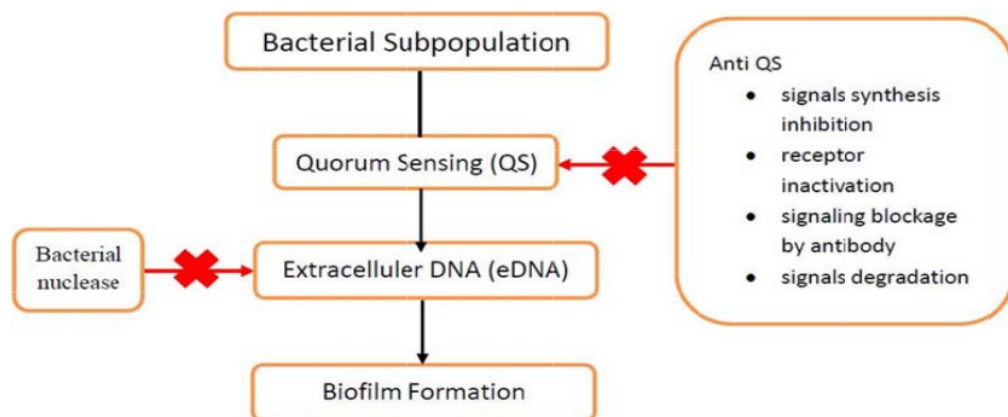 Bacterial Subpopulation
Quorum Sensing (QS)
Anti QS
• signals synthesis
inhibition
• receptor
inactivation
• signaling blockage
by antibody
• signals degradation
Bacterial
nuclease
Extracelluler DNA (eDNA)
Biofilm Formation